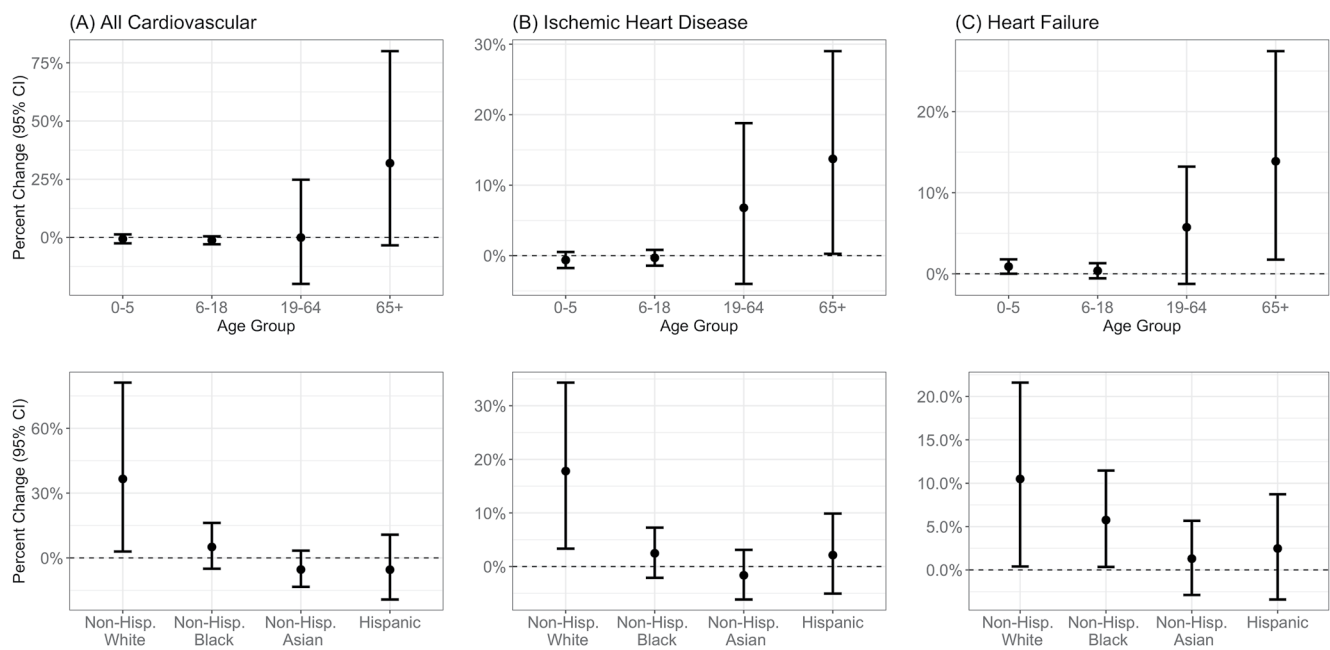 (A) All Cardiovascular
Percent Change (95% CI)
75%
50%
25%
0%
0-5 6-18 19-64 65+
Age Group
(B) Ischemic Heart Disease
30%
20%
10%
0%
0-5 6-18 19-64 65+
Age Group
(C) Heart Failure
20%
10%
0%
0-5 6-18 19-64 65+
Age Group
Percent Change (95% CI)
60%
30%
0%
Non-Hisp. Non-Hisp. Non-Hisp. Hispanic
White Black Asian
30%
20%
10%
0%
Non-Hisp. Non-Hisp. Non-Hisp. Hispanic
White Black Asian
20.0%
15.0%
10.0%
5.0%
0.0%
Non-Hisp. Non-Hisp. Non-Hisp. Hispanic
White Black Asian